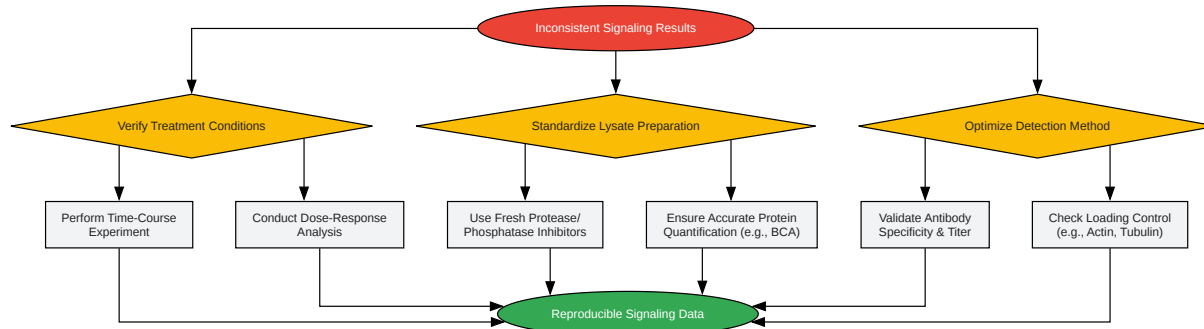 Inconsistent Signaling Results
Verify Treatment Conditions
Standardize Lysate Preparation
Optimize Detection Method
Perform Time-Course
Experiment
Conduct Dose-Response
Analysis
Use Fresh Protease/
Phosphatase Inhibitors
Ensure Accurate Protein
Quantification (e.g., BCA)
Validate Antibody
Specificity & Titer
Check Loading Control
(e.g., Actin, Tubulin)
Reproducible Signaling Data